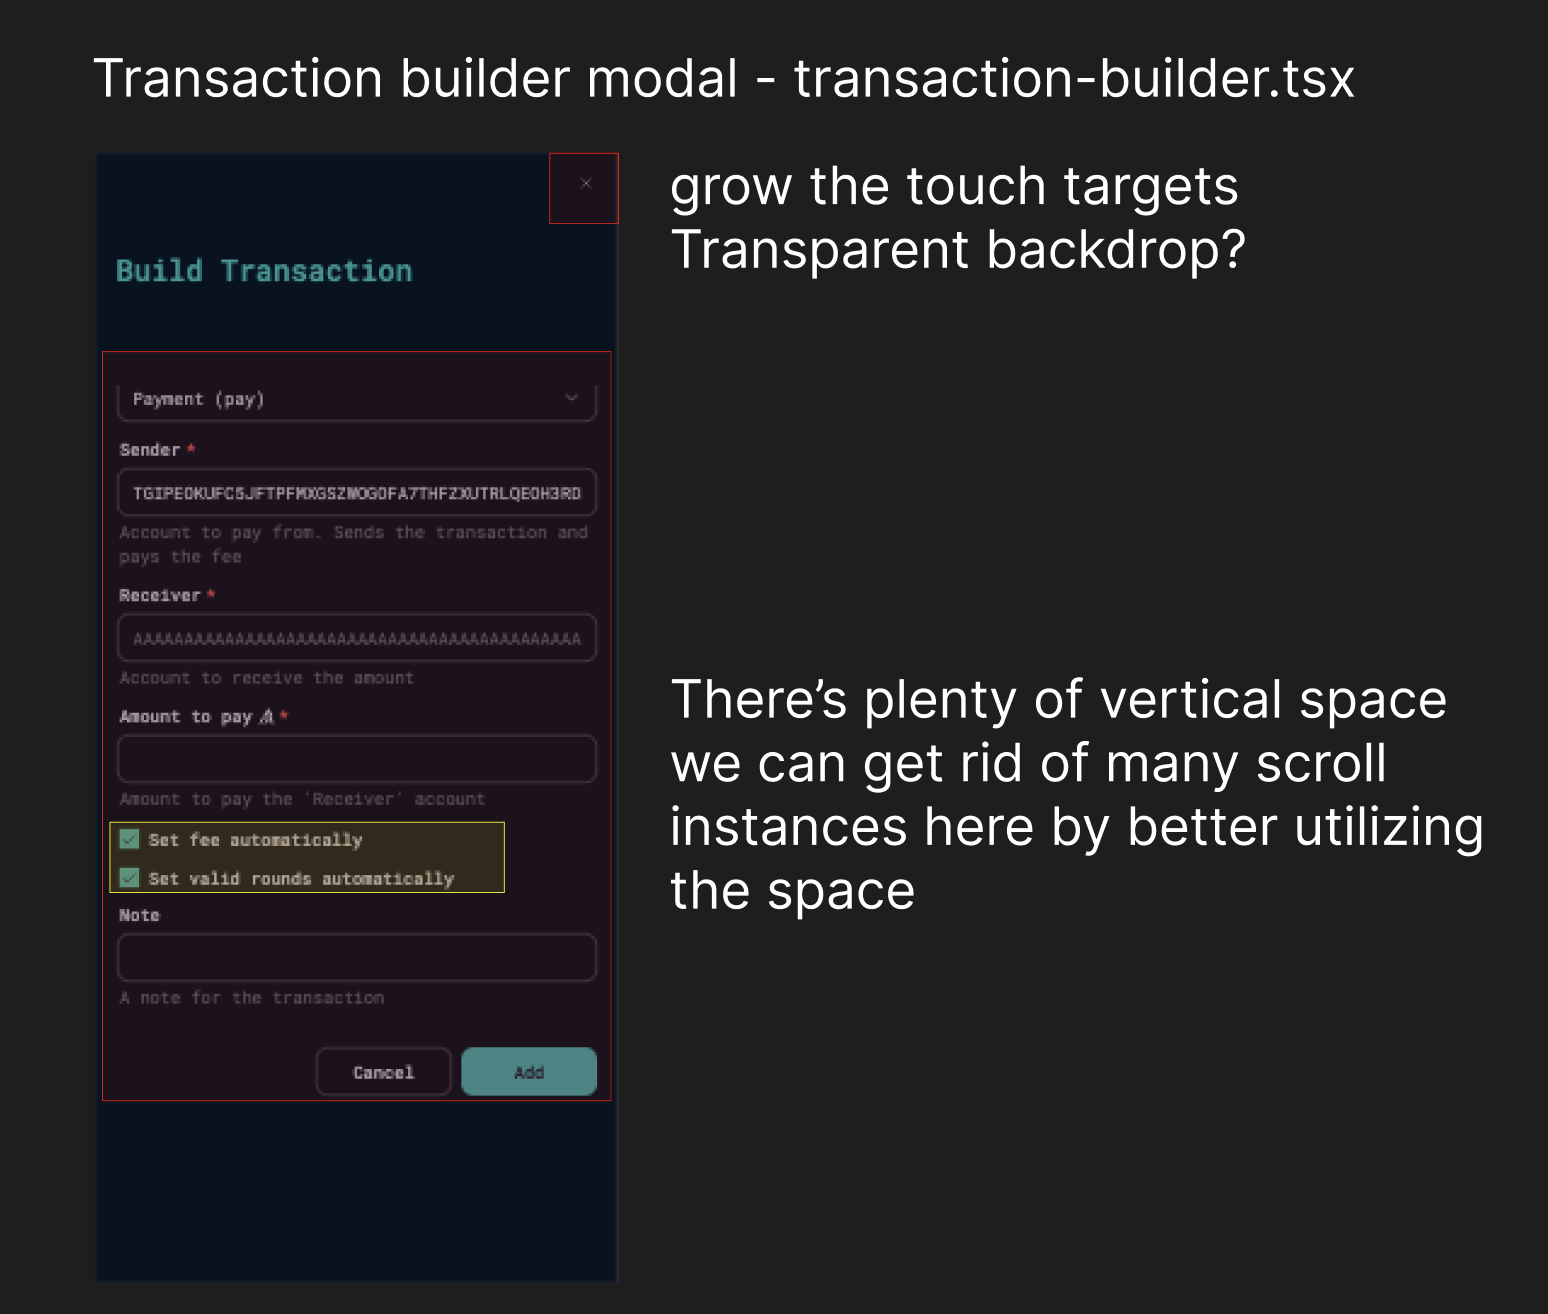 Transaction builder modal - transaction-builder.tsx
grow the touch targets
Transparent backdrop?
Build Transaction
Payment (pay)
Sender *
TGIPEOKUFC5JFTPFMXGSZWOGOFA7THFZXUTRLQEOH3RD
Account to pay from. Sends the transaction and
pays the fee
Receiver *
AAAAAAAAAAAAAAAAAAAAAAAAAAAAAAAAAAAAAAAAAAAA
Account to receive the amount
Amount to pay *
Amount to pay the 'Receiver' account
Set fee automatically
Set valid rounds automatically
Note
A note for the transaction
Cancel
Add
There’s plenty of vertical space
we can get rid of many scroll
instances here by better utilizing
the space